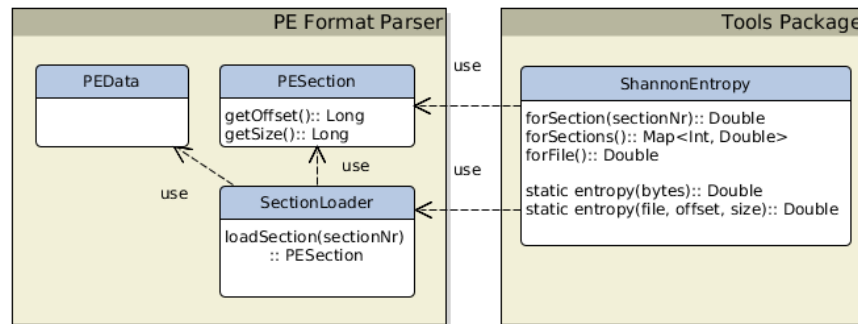 PE Format Parser
PEData
PESection
getOffset():: Long
getSize():: Long
use
use
SectionLoader
loadSection(sectionNr)
:: PESection
use
use
Tools Package
ShannonEntropy
forSection(sectionNr):: Double
forSections():: Map<Int, Double>
forFile():: Double
static entropy(bytes):: Double
static entropy(file, offset, size):: Double